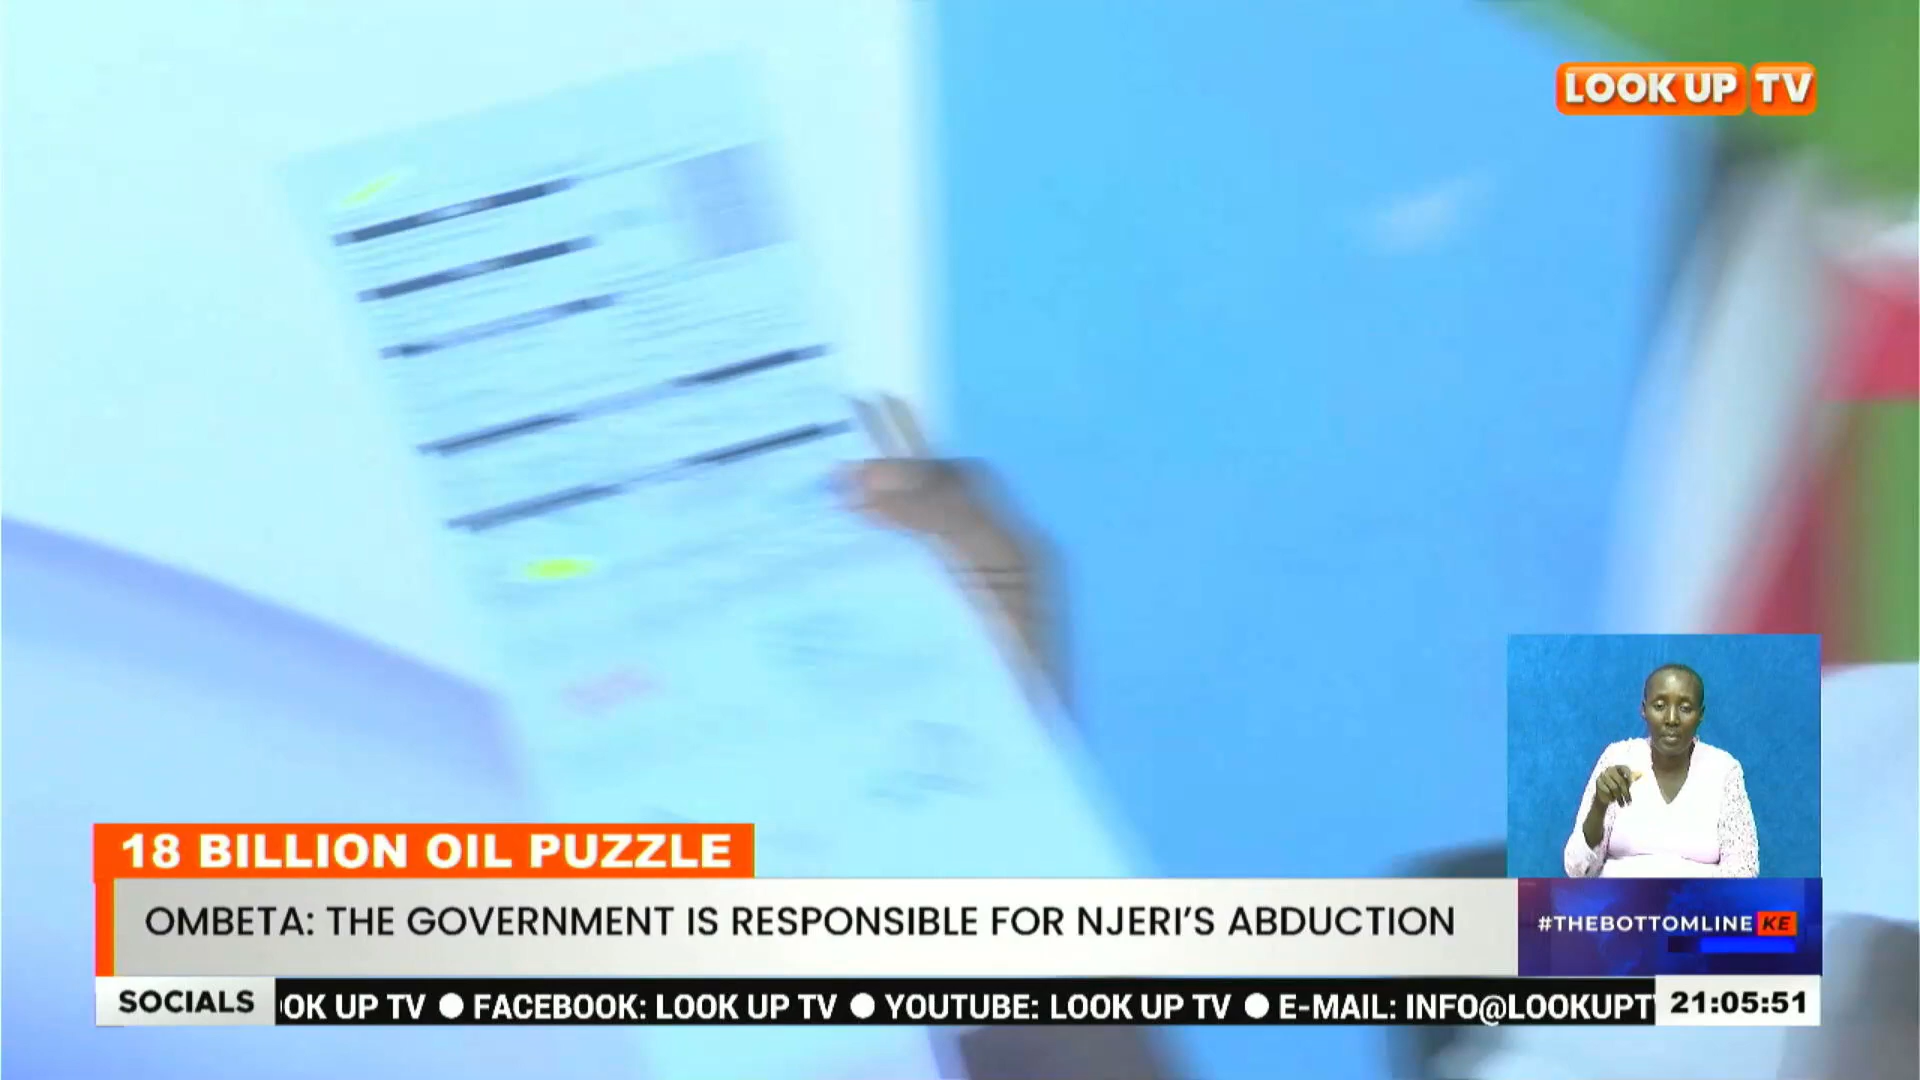 LOOK UP TV
18 BILLION OIL PUZZLE
OMBETA: THE GOVERNMENT IS RESPONSIBLE FOR NJERI'S ABDUCTION
#THEBOTTOMLINE KE
SOCIALS
OK UP TV ● FACEBOOK: LOOK UP TV ● YOUTUBE: LOOK UP TV ● E-MAIL: INFO@LOOKUPT
21:05:51